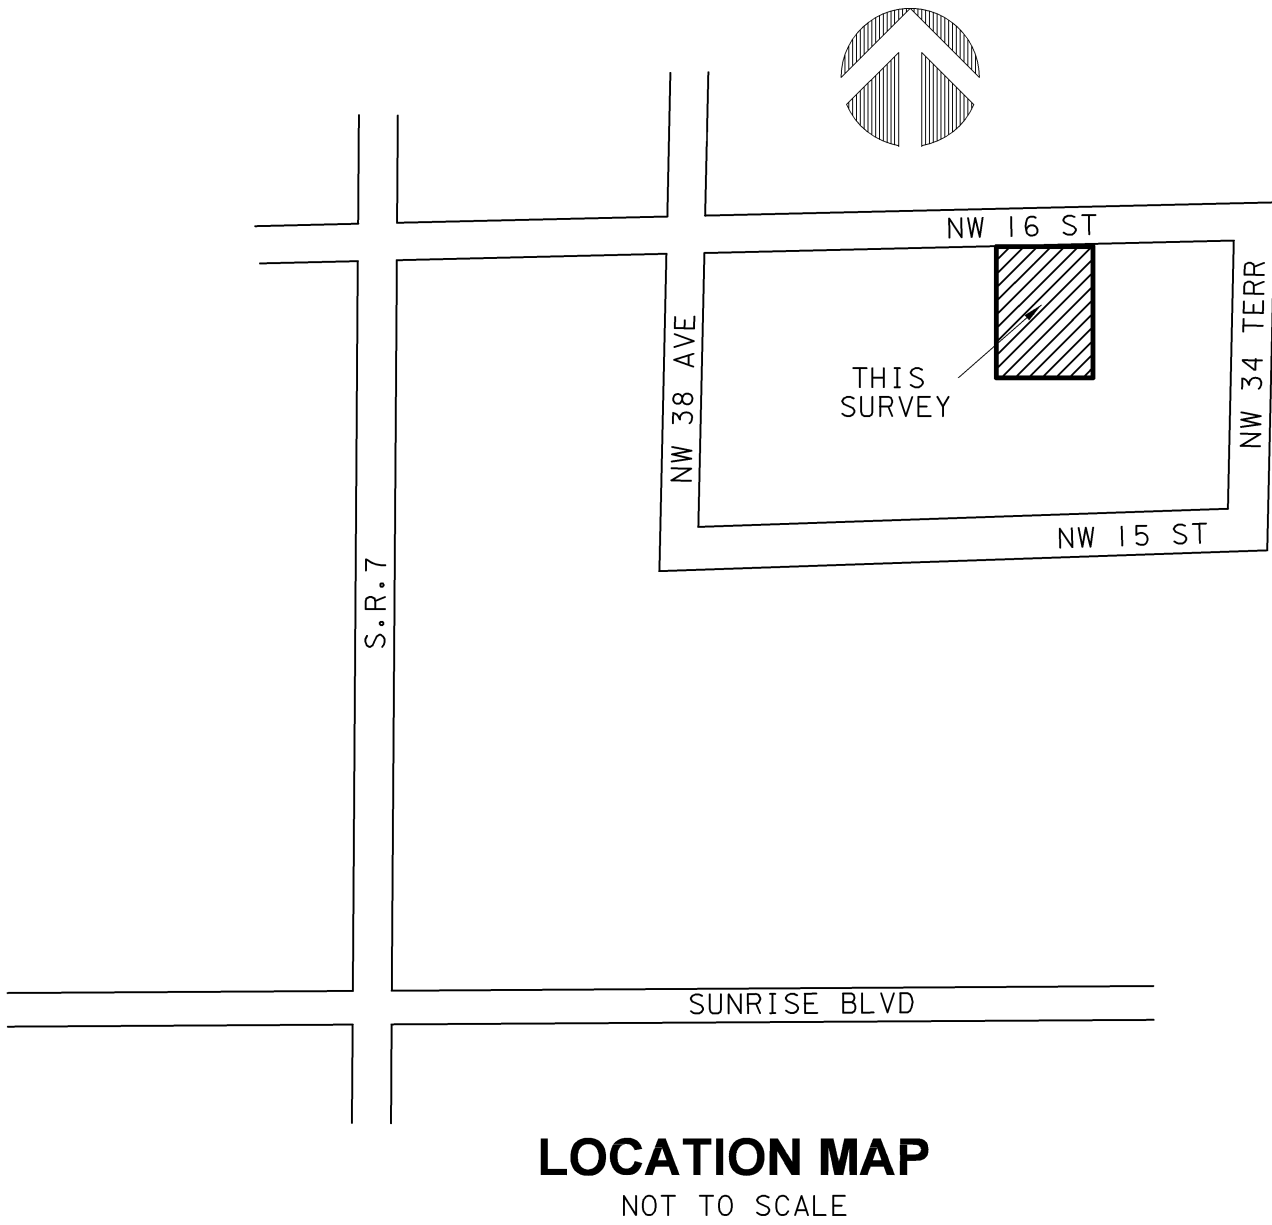 NW 16 ST
NW 34 TERR
NW 38 AVE
THIS
SURVEY
NW 15 ST
S.R.7
SUNRISE BLVD
LOCATION MAP
NOT TO SCALE